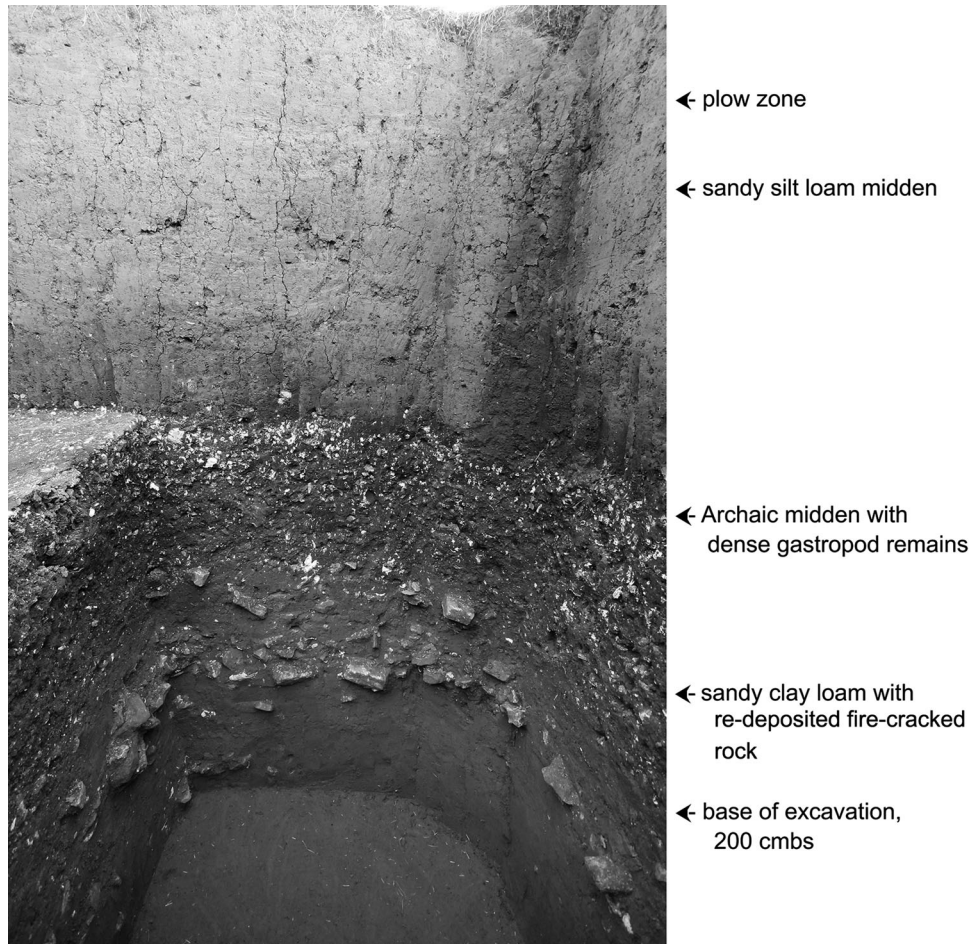 plow zone
sandy silt loam midden
Archaic midden with
dense gastropod remains
sandy clay loam with
re-deposited fire-cracked
rock
base of excavation,
200 cmbs